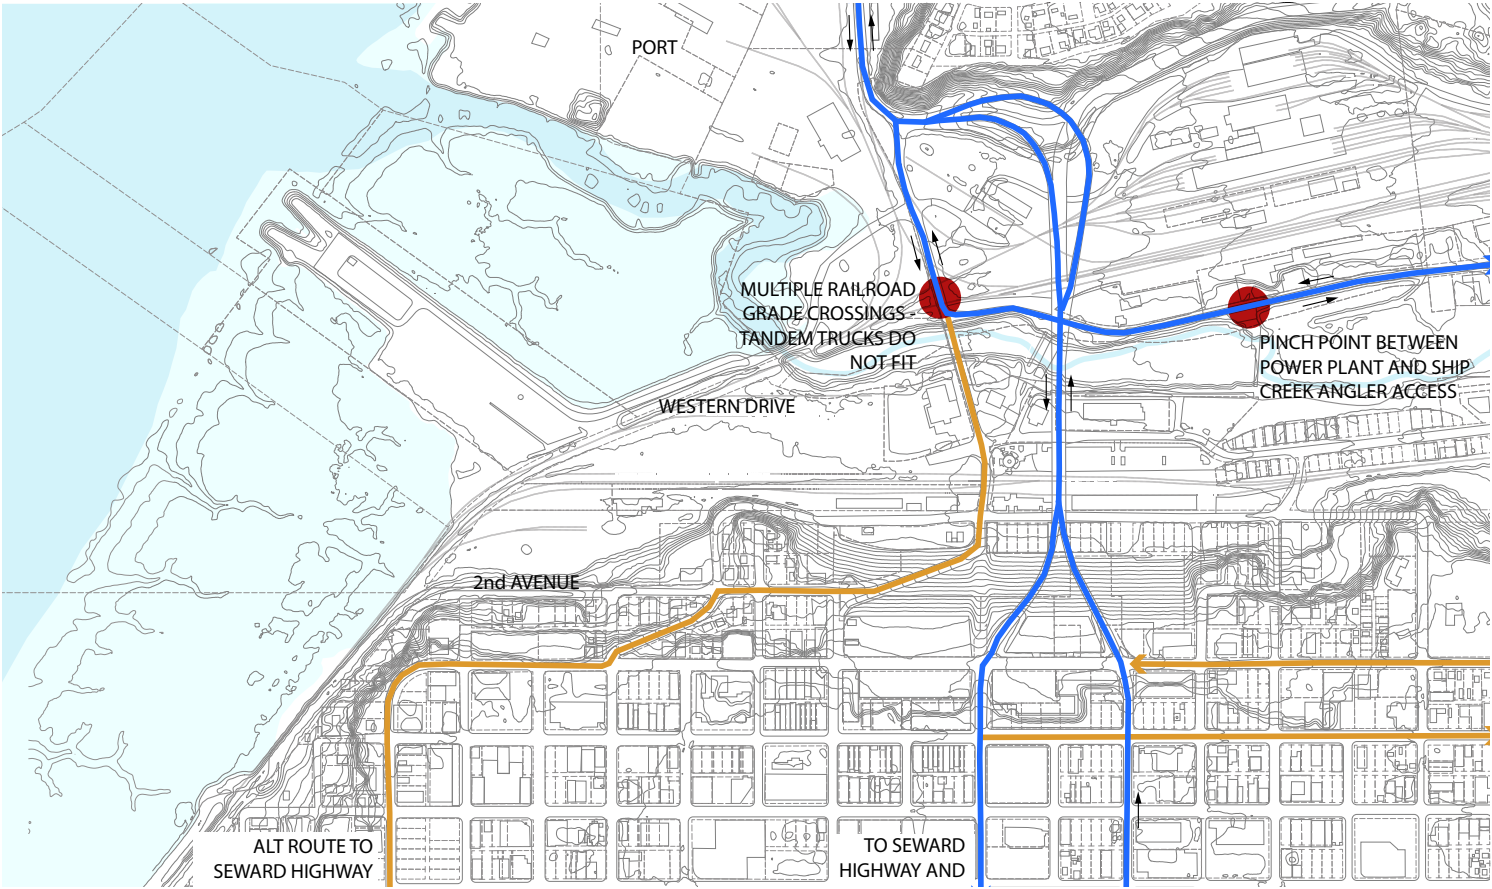 PORT
MULTIPLE RAILROAD
GRADE CROSSINGS -
TANDEM TRUCKS DO
NOT FIT
PINCH POINT BETWEEN
POWER PLANT AND SHIP
CREEK ANGLER ACCESS
WESTERN DRIVE
2nd AVENUE
ALT ROUTE TO
SEWARD HIGHWAY
TO SEWARD
HIGHWAY AND